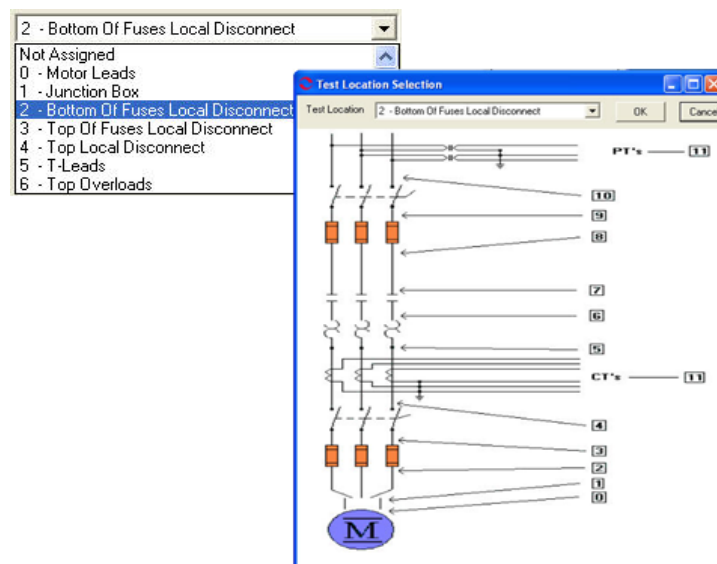 2 - Bottom Of Fuses Local Disconnect
Not Assigned
0 - Motor Leads
1 - Junction Box
2 - Bottom Of Fuses Local Disconnect
3 - Top Of Fuses Local Disconnect
4 - Top Local Disconnect
5 - T-Leads
6 - Top Overloads
Test Location Selection
Test Location 2 - Bottom Of Fuses Local Disconnect OK Cance
PT's 11
10
9
8
7
6
5
CT's 11
4
3
2
1
0
M